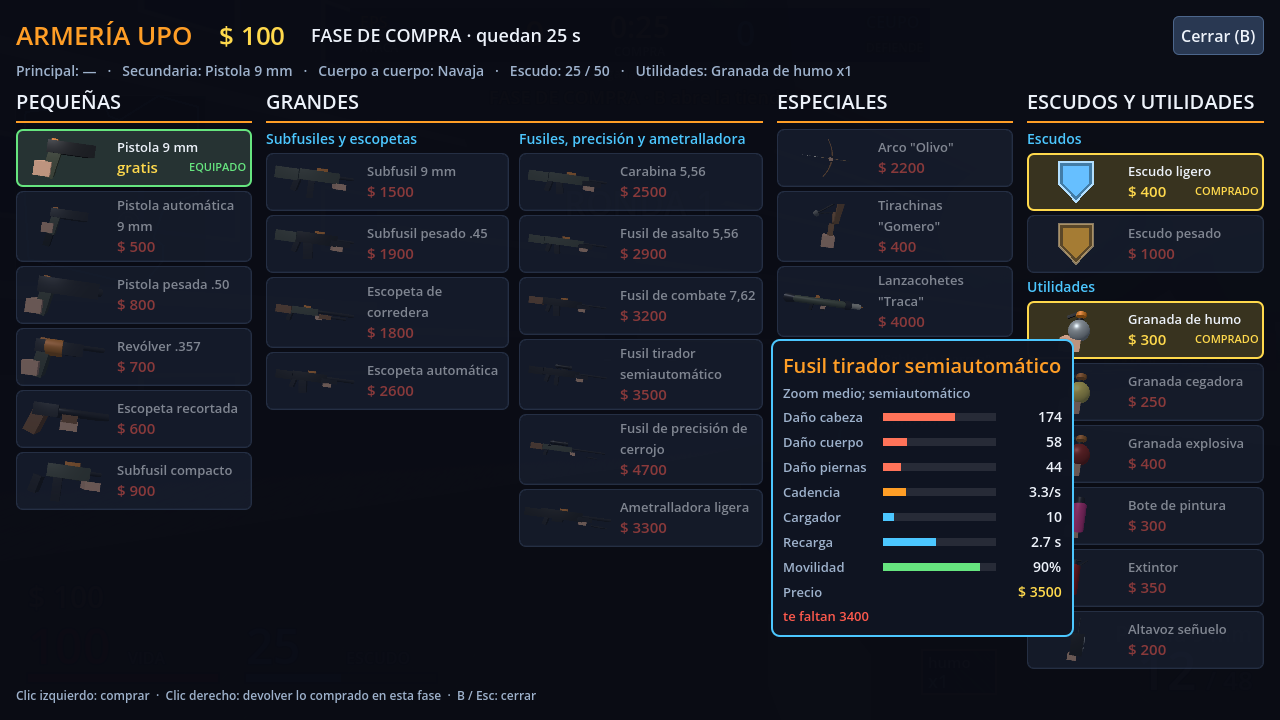 ARMERÍA UPO $ 100 FASE DE COMPRA · quedan 25 s Cerrar (B)
Principal: — · Secundaria: Pistola 9 mm · Cuerpo a cuerpo: Navaja · Escudo: 25 / 50 · Utilidades: Granada de humo x1
PEQUEÑAS
Pistola 9 mm
gratis EQUIPADO
Pistola automática
9 mm
$ 500
Pistola pesada .50
$ 800
Revólver .357
$ 700
Escopeta recortada
$ 600
Subfusil compacto
$ 900
GRANDES
Subfusiles y escopetas
Subfusil 9 mm
$ 1500
Subfusil pesado .45
$ 1900
Escopeta de
corredera
$ 1800
Escopeta automática
$ 2600
Fusiles, precisión y ametralladora
Carabina 5,56
$ 2500
Fusil de asalto 5,56
$ 2900
Fusil de combate 7,62
$ 3200
Fusil tirador
semiautomático
$ 3500
Fusil de precisión de
cerrojo
$ 4700
Ametralladora ligera
$ 3300
ESPECIALES
Arco "Olivo"
$ 2200
Tirachinas
"Gomero"
$ 400
Lanzacohetes
"Traca"
$ 4000
Fusil tirador semiautomático
Zoom medio; semiautomático
Daño cabeza 174
Daño cuerpo 58
Daño piernas 44
Cadencia 3.3/s
Cargador 10
Recarga 2.7 s
Movilidad 90%
Precio $ 3500
te faltan 3400
ESCUDOS Y UTILIDADES
Escudos
Escudo ligero
$ 400 COMPRADO
Escudo pesado
$ 1000
Utilidades
Granada de humo
$ 300 COMPRADO
Granada cegadora
$ 250
Granada explosiva
$ 400
Bote de pintura
$ 300
Extintor
$ 350
Altavoz señuelo
$ 200
Clic izquierdo: comprar · Clic derecho: devolver lo comprado en esta fase · B / Esc: cerrar